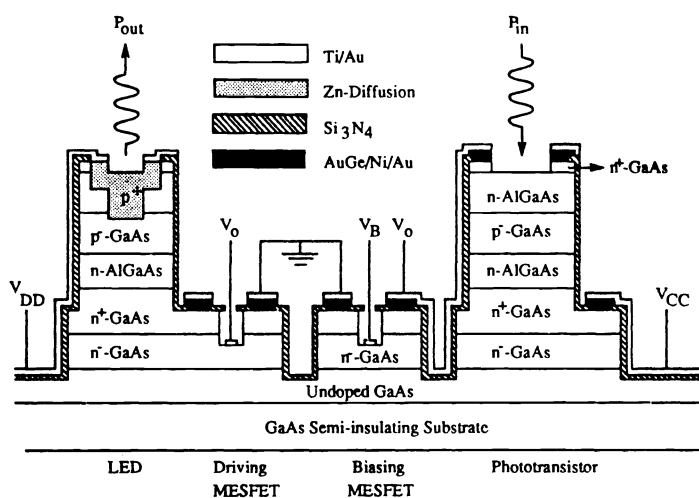 Pout
Pin
Ti/Au
Zn-Diffusion
Si3N4
AuGe/Ni/Au
n+-GaAs
p+
n-AlGaAs
p--GaAs
p--GaAs
n-AlGaAs
n-AlGaAs
Vo
VB
Vo
VDD
VCC
n+-GaAs
n+-GaAs
n--GaAs
n--GaAs
n--GaAs
Undoped GaAs
GaAs Semi-insulating Substrate
LED
Driving
MESFET
Biasing
MESFET
Phototransistor